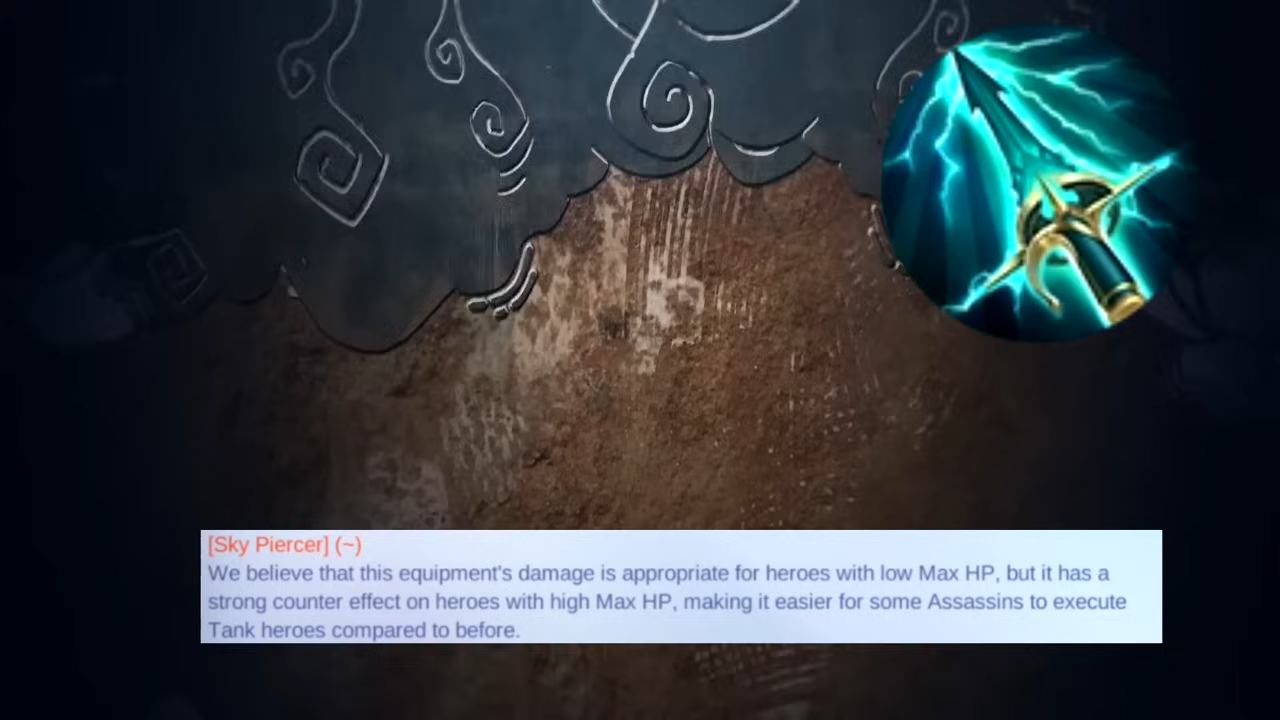 [Sky Piercer] (~)
We believe that this equipment's damage is appropriate for heroes with low Max HP, but it has a
strong counter effect on heroes with high Max HP, making it easier for some Assassins to execute
Tank heroes compared to before.